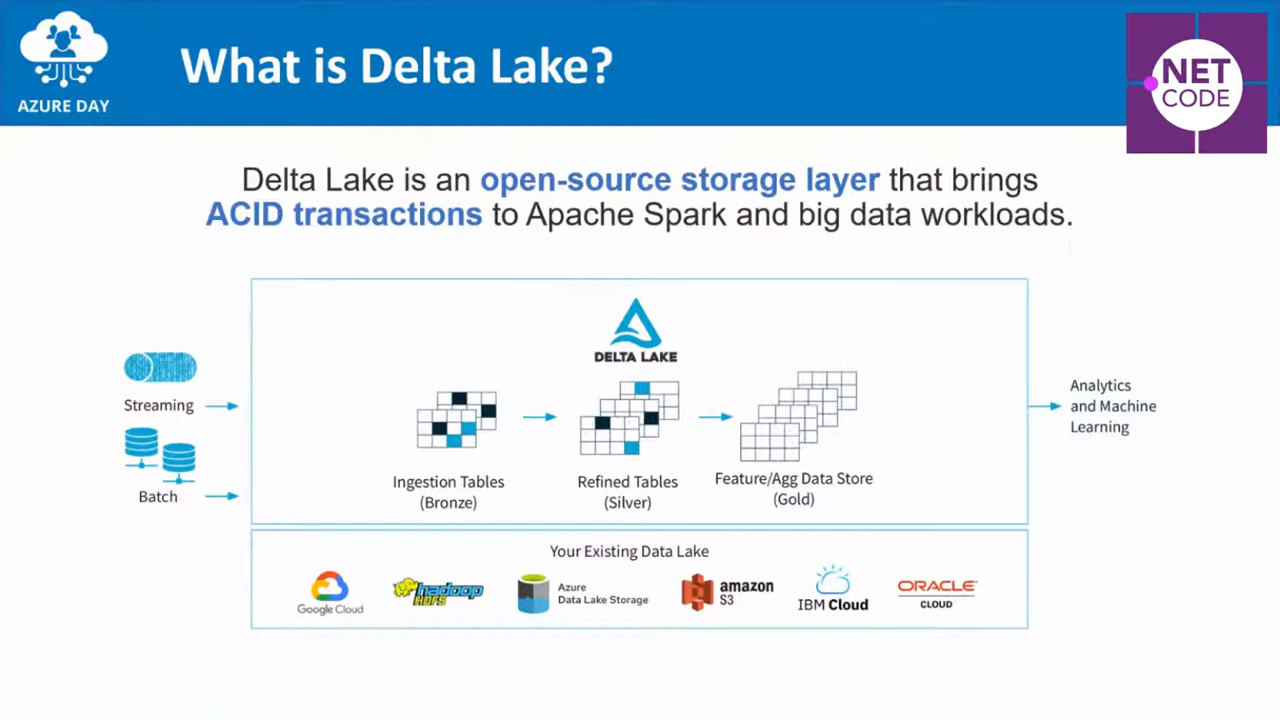 AZURE DAY
What is Delta Lake?
NET
CODE
Delta Lake is an open-source storage layer that brings
ACID transactions to Apache Spark and big data workloads.
DELTA LAKE
Streaming
Batch
Ingestion Tables
(Bronze)
Refined Tables
(Silver)
Feature/Agg Data Store
(Gold)
Analytics
and Machine
Learning
Your Existing Data Lake
Google Cloud
hadoop
HDFS
Azure
Data Lake Storage
amazon
S3
IBM Cloud
ORACLE
CLOUD